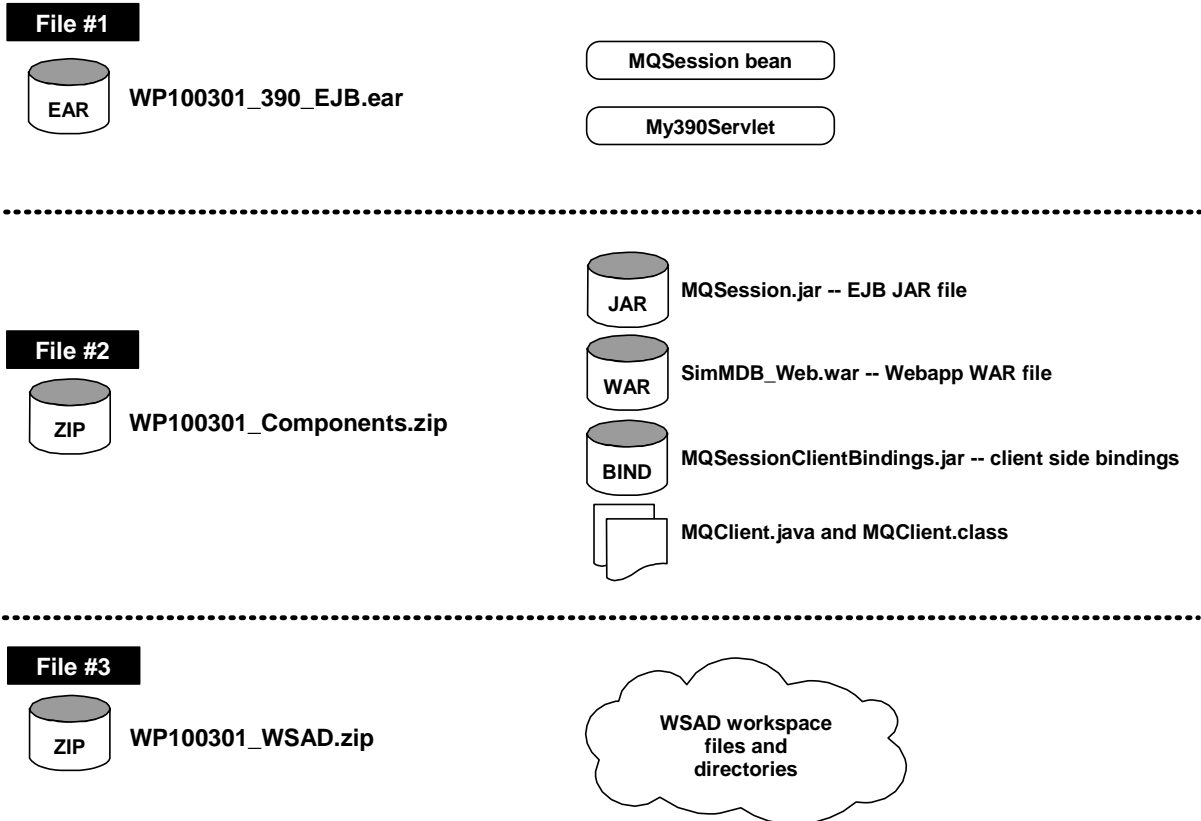 File #1
EAR
WP100301_390_EJB.ear
MQSession bean
My390Servlet
File #2
ZIP
WP100301_Components.zip
JAR
MQSession.jar -- EJB JAR file
WAR
SimMDB_Web.war -- Webapp WAR file
BIND
MQSessionClientBindings.jar -- client side bindings
MQClient.java and MQClient.class
File #3
ZIP
WP100301_WSAD.zip
WSAD workspace
files and
directories